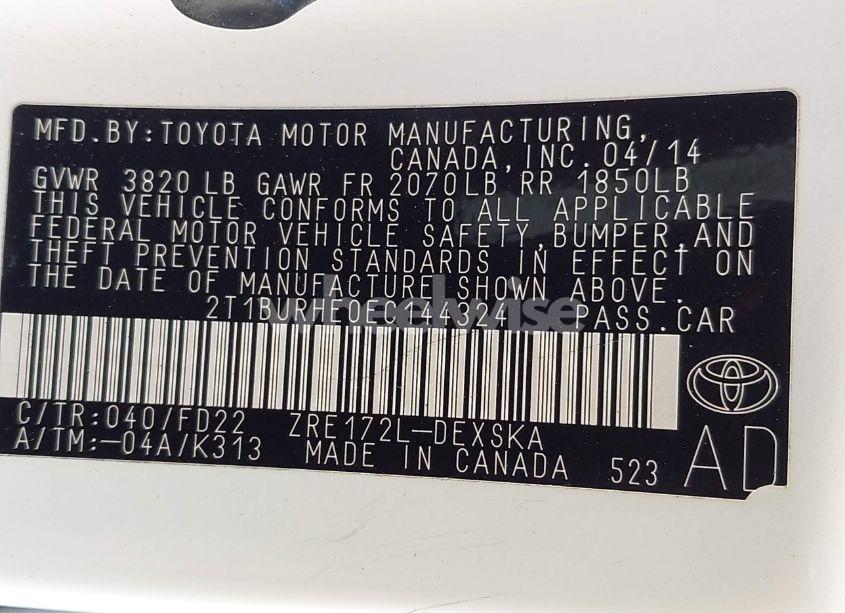 MFD. BY: TOYOTA MOTOR MANUFACTURING,
CANADA, INC. 04/14
GVWR 3820 LB GAWR FR 2070LB RR 1850LB
THIS VEHICLE CONFORMS TO ALL APPLICABLE
FEDERAL MOTOR VEHICLE SAFETY, BUMPER, AND
THEFT PREVENTION STANDARDS IN EFFECT ON
THE DATE OF MANUFACTURE SHOWN ABOVE.
2T1BURHE0EC144324 PASS. CAR
wheelwise
C/TR: 040/FD22 ZRE172L-DEXSKA
A/TM: -04A/K313 MADE IN CANADA 523 AD